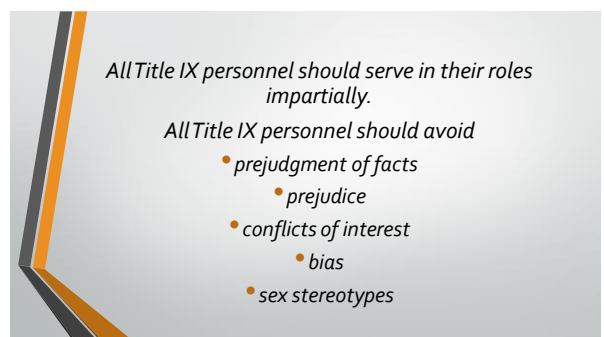 All Title IX personnel should serve in their roles
impartially.
All Title IX personnel should avoid
• prejudgment of facts
• prejudice
• conflicts of interest
• bias
• sex stereotypes